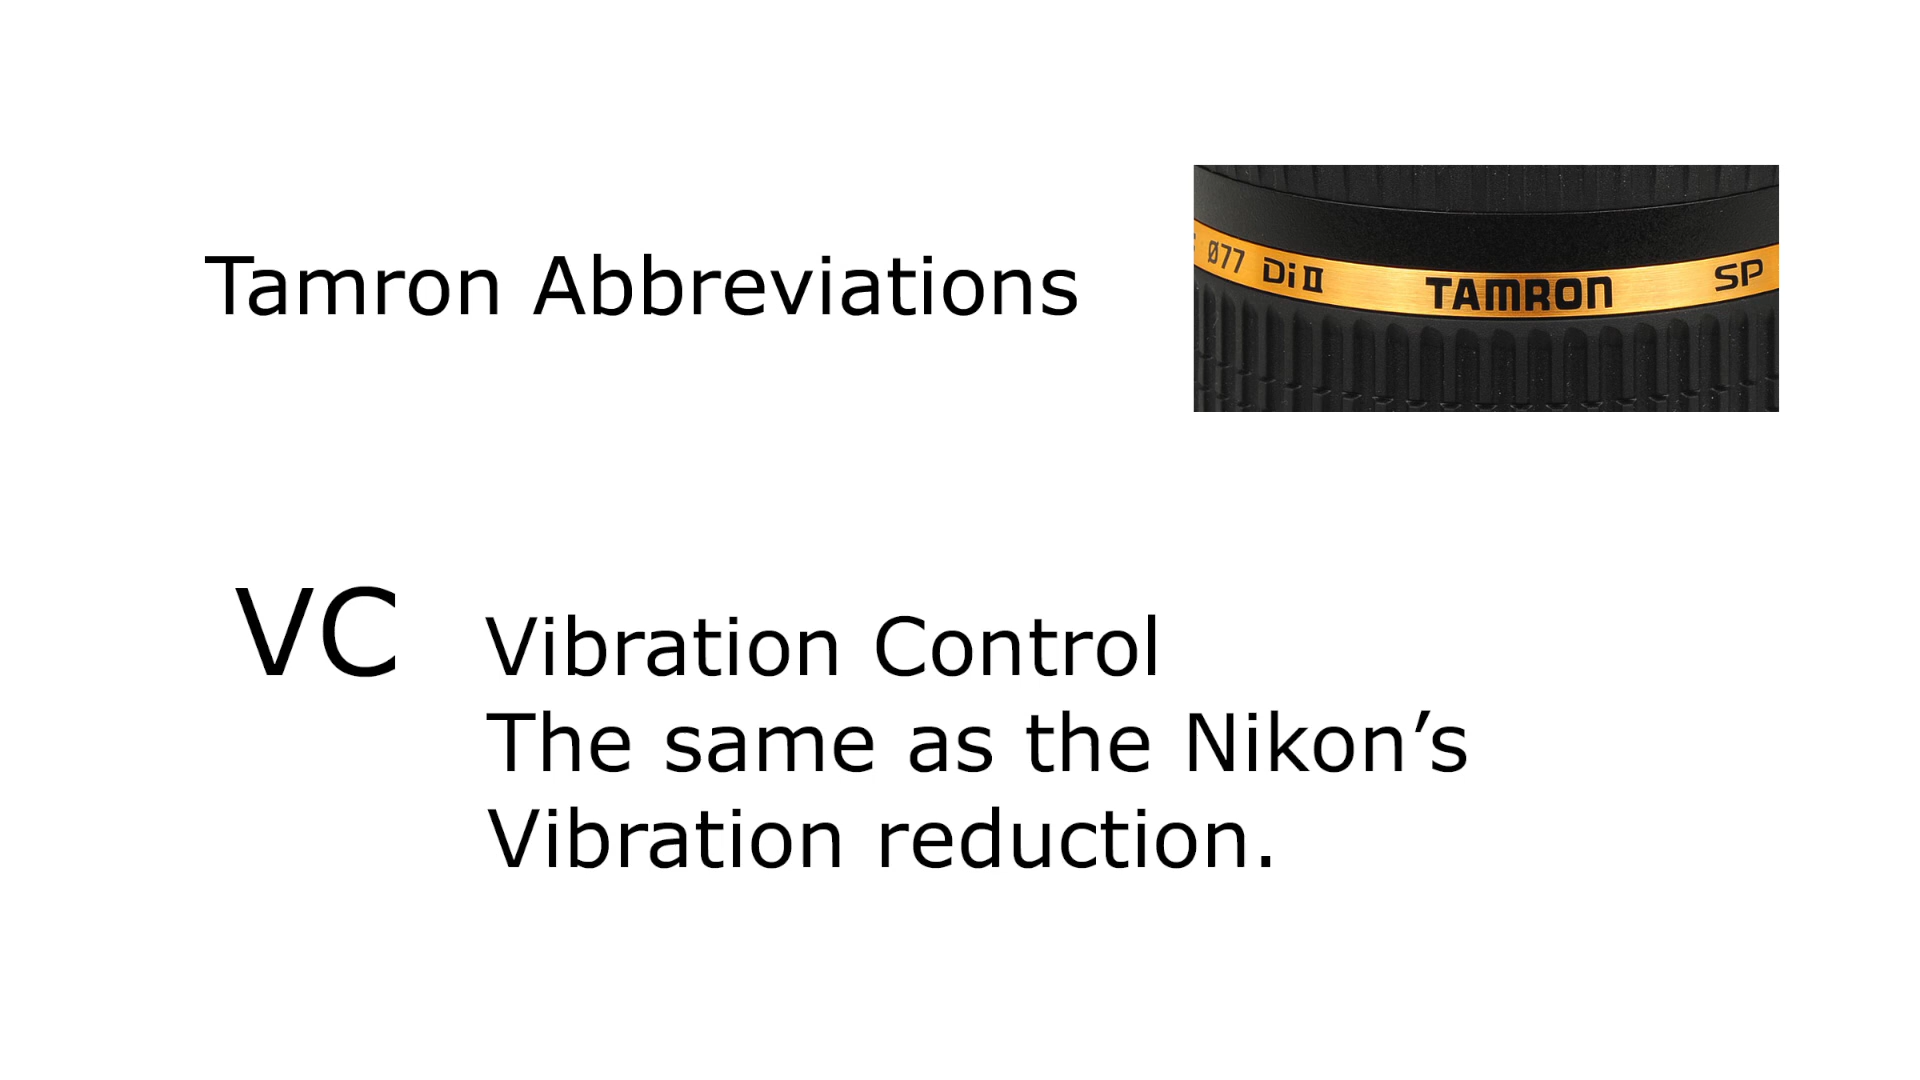 Tamron Abbreviations
Ø77 Di II TAMRON SP
VC Vibration Control
The same as the Nikon’s
Vibration reduction.